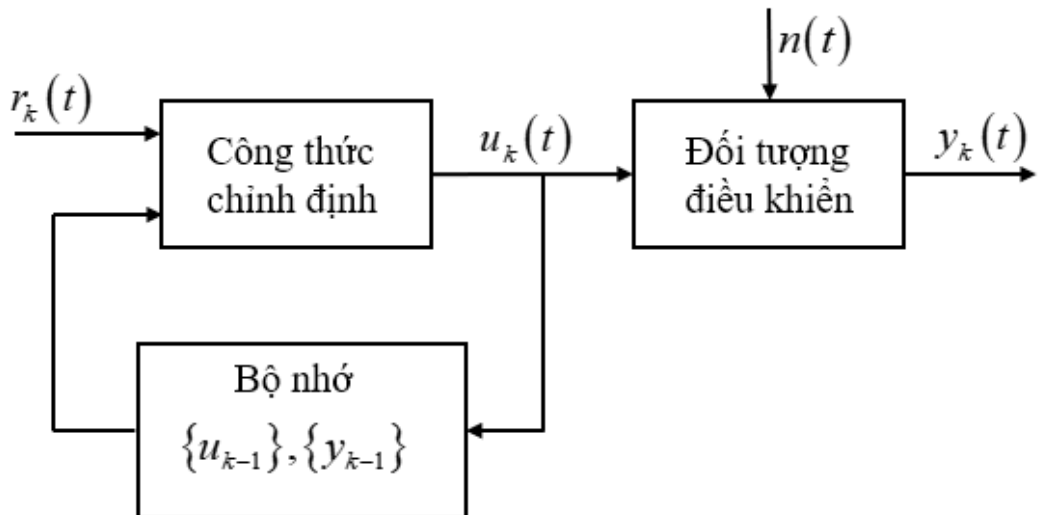 n(t)
r_k(t)
Công thức
chỉnh định
u_k(t)
Đối tượng
điều khiển
y_k(t)
Bộ nhớ
{u_{k-1}},{y_{k-1}}